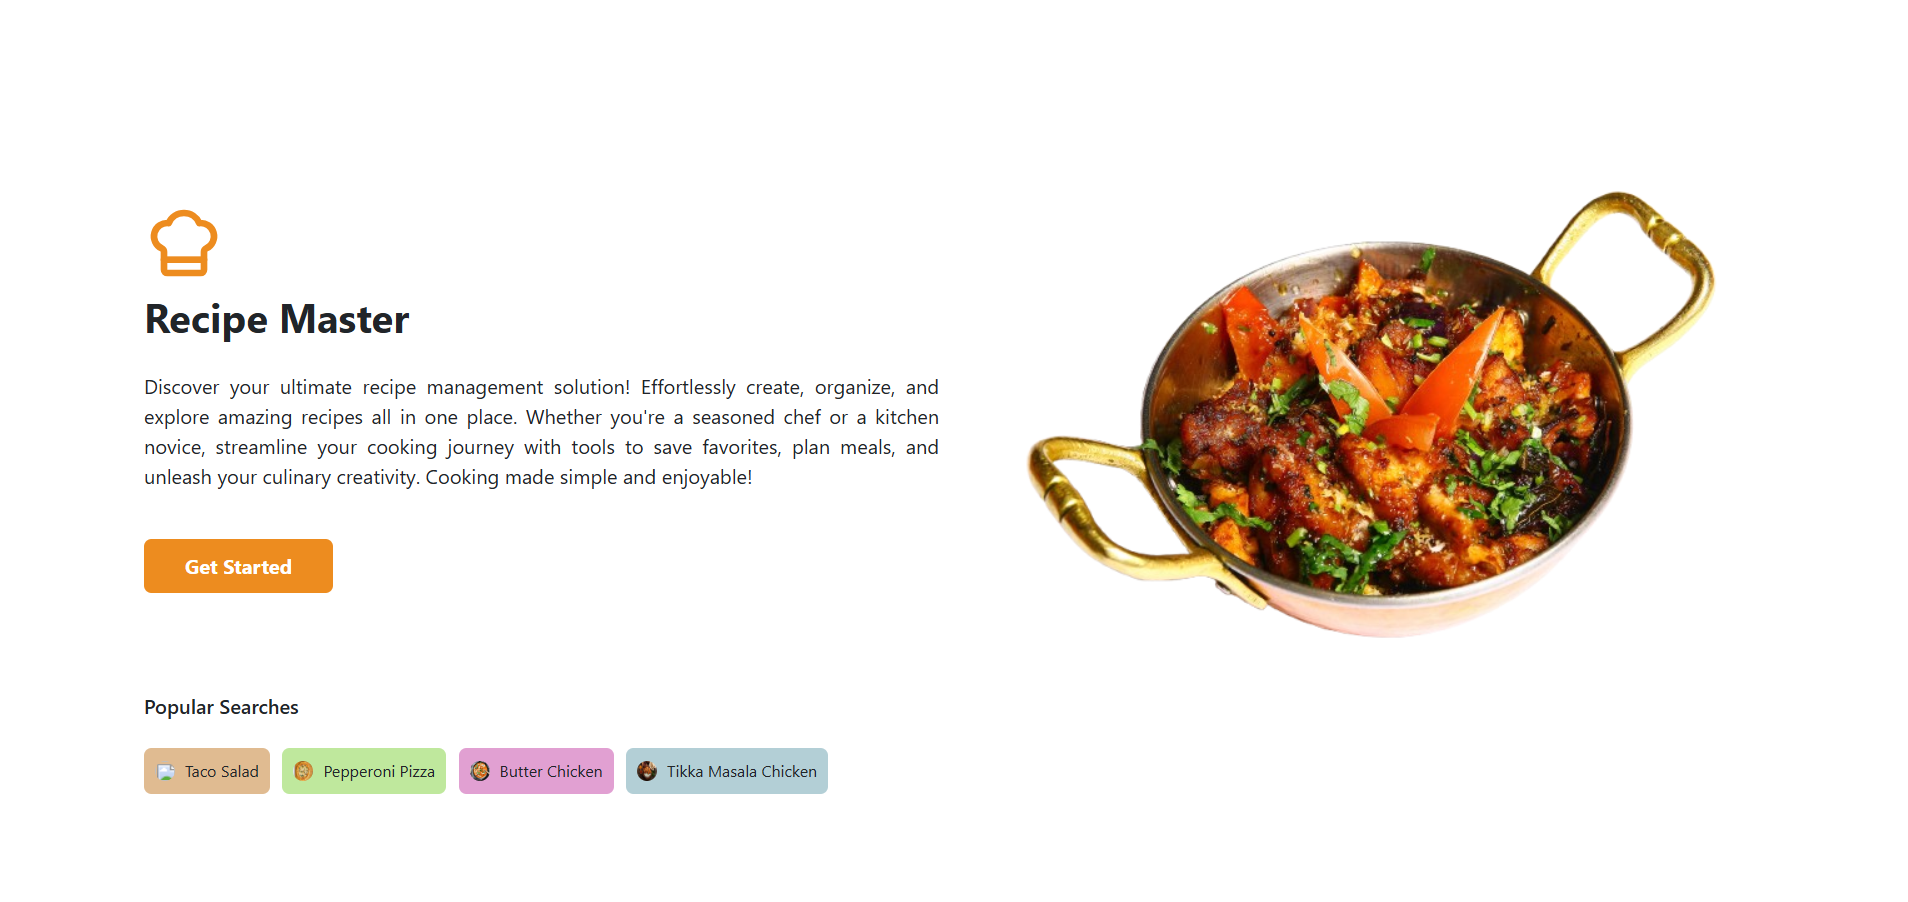 Recipe Master
Discover your ultimate recipe management solution! Effortlessly create, organize, and
explore amazing recipes all in one place. Whether you're a seasoned chef or a kitchen
novice, streamline your cooking journey with tools to save favorites, plan meals, and
unleash your culinary creativity. Cooking made simple and enjoyable!
Get Started
Popular Searches
Taco Salad
Pepperoni Pizza
Butter Chicken
Tikka Masala Chicken